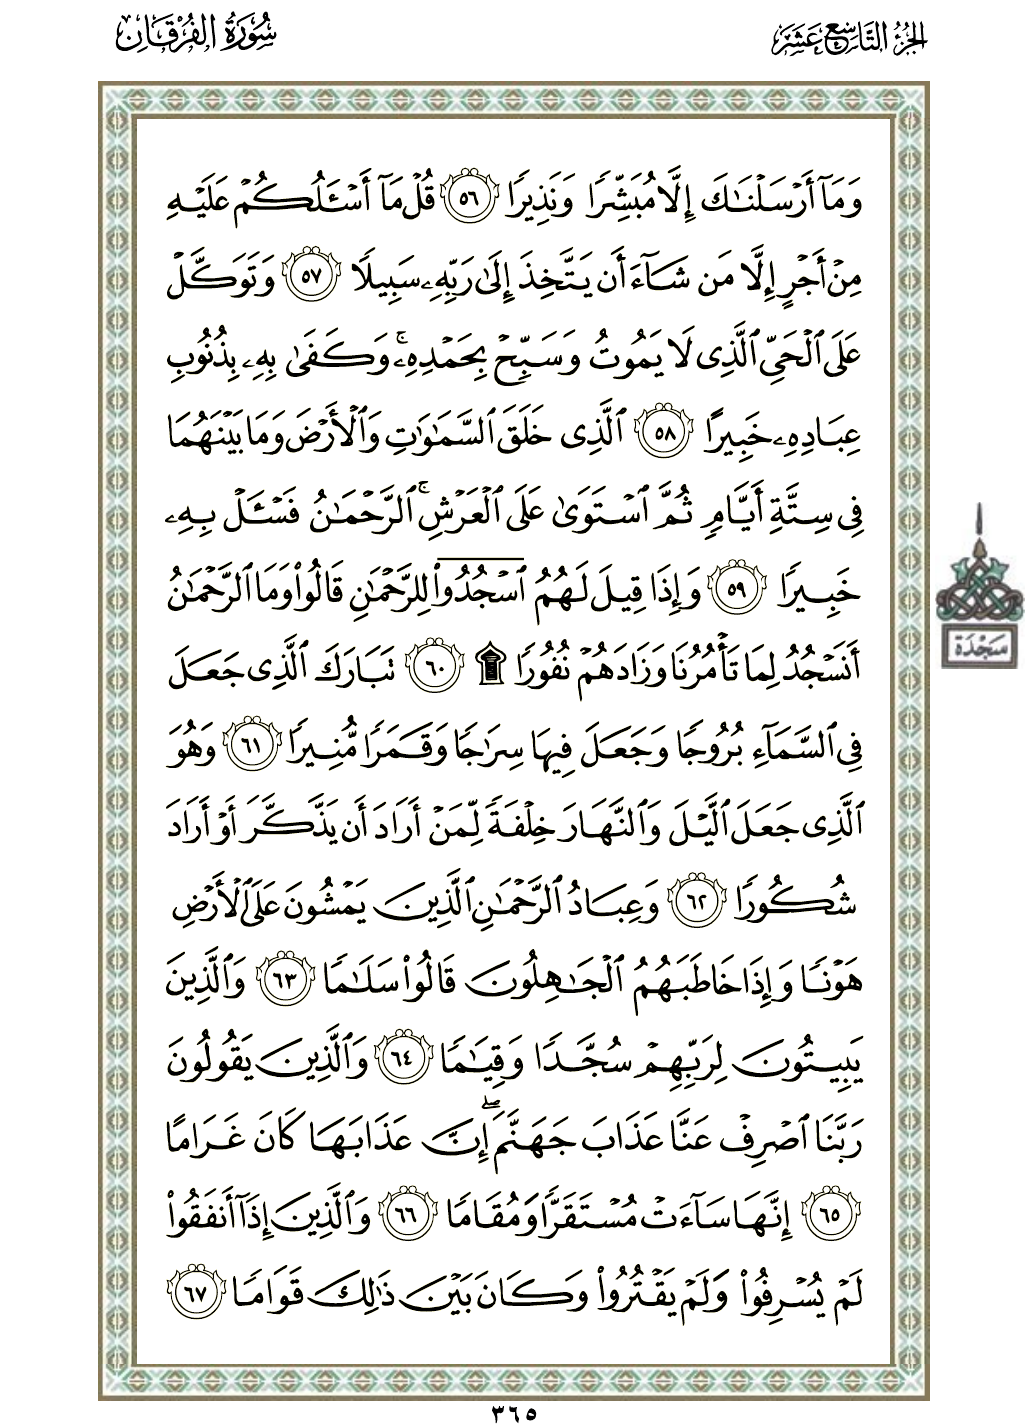 الجزء التاسع عشر
سورة الفرقان
وَمَآ أَرۡسَلۡنَٰكَ إِلَّا مُبَشِّرٗا وَنَذِيرٗا ٥٦ قُلۡ مَآ أَسۡـَٔلُكُمۡ عَلَيۡهِ
مِنۡ أَجۡرٍ إِلَّا مَن شَآءَ أَن يَتَّخِذَ إِلَىٰ رَبِّهِۦ سَبِيلٗا ٥٧ وَتَوَكَّلۡ
عَلَى ٱلۡحَيِّ ٱلَّذِي لَا يَمُوتُ وَسَبِّحۡ بِحَمۡدِهِۦۚ وَكَفَىٰ بِهِۦ بِذُنُوبِ
عِبَادِهِۦ خَبِيرًا ٥٨ ٱلَّذِي خَلَقَ ٱلسَّمَٰوَٰتِ وَٱلۡأَرۡضَ وَمَا بَيۡنَهُمَا
فِي سِتَّةِ أَيَّامٖ ثُمَّ ٱسۡتَوَىٰ عَلَى ٱلۡعَرۡشِۚ ٱلرَّحۡمَٰنُ فَسۡـَٔلۡ بِهِۦ
خَبِيرٗا ٥٩ وَإِذَا قِيلَ لَهُمُ ٱسۡجُدُواْ لِلرَّحۡمَٰنِ قَالُواْ وَمَا ٱلرَّحۡمَٰنُ
أَنَسۡجُدُ لِمَا تَأۡمُرُنَا وَزَادَهُمۡ نُفُورٗا ۩ ٦٠ تَبَارَكَ ٱلَّذِي جَعَلَ
سَجْدَة
فِي ٱلسَّمَآءِ بُرُوجٗا وَجَعَلَ فِيهَا سِرَٰجٗا وَقَمَرٗا مُّنِيرٗا ٦١ وَهُوَ
ٱلَّذِي جَعَلَ ٱلَّيۡلَ وَٱلنَّهَارَ خِلۡفَةٗ لِّمَنۡ أَرَادَ أَن يَذَّكَّرَ أَوۡ أَرَادَ
شُكُورٗا ٦٢ وَعِبَادُ ٱلرَّحۡمَٰنِ ٱلَّذِينَ يَمۡشُونَ عَلَى ٱلۡأَرۡضِ
هَوۡنٗا وَإِذَا خَاطَبَهُمُ ٱلۡجَٰهِلُونَ قَالُواْ سَلَٰمٗا ٦٣ وَٱلَّذِينَ
يَبِيتُونَ لِرَبِّهِمۡ سُجَّدٗا وَقِيَٰمٗا ٦٤ وَٱلَّذِينَ يَقُولُونَ
رَبَّنَا ٱصۡرِفۡ عَنَّا عَذَابَ جَهَنَّمَۖ إِنَّ عَذَابَهَا كَانَ غَرَامًا
٦٥ إِنَّهَا سَآءَتۡ مُسۡتَقَرّٗا وَمُقَامٗا ٦٦ وَٱلَّذِينَ إِذَآ أَنفَقُواْ
لَمۡ يُسۡرِفُواْ وَلَمۡ يَقۡتُرُواْ وَكَانَ بَيۡنَ ذَٰلِكَ قَوَامٗا ٦٧
٣٦٥